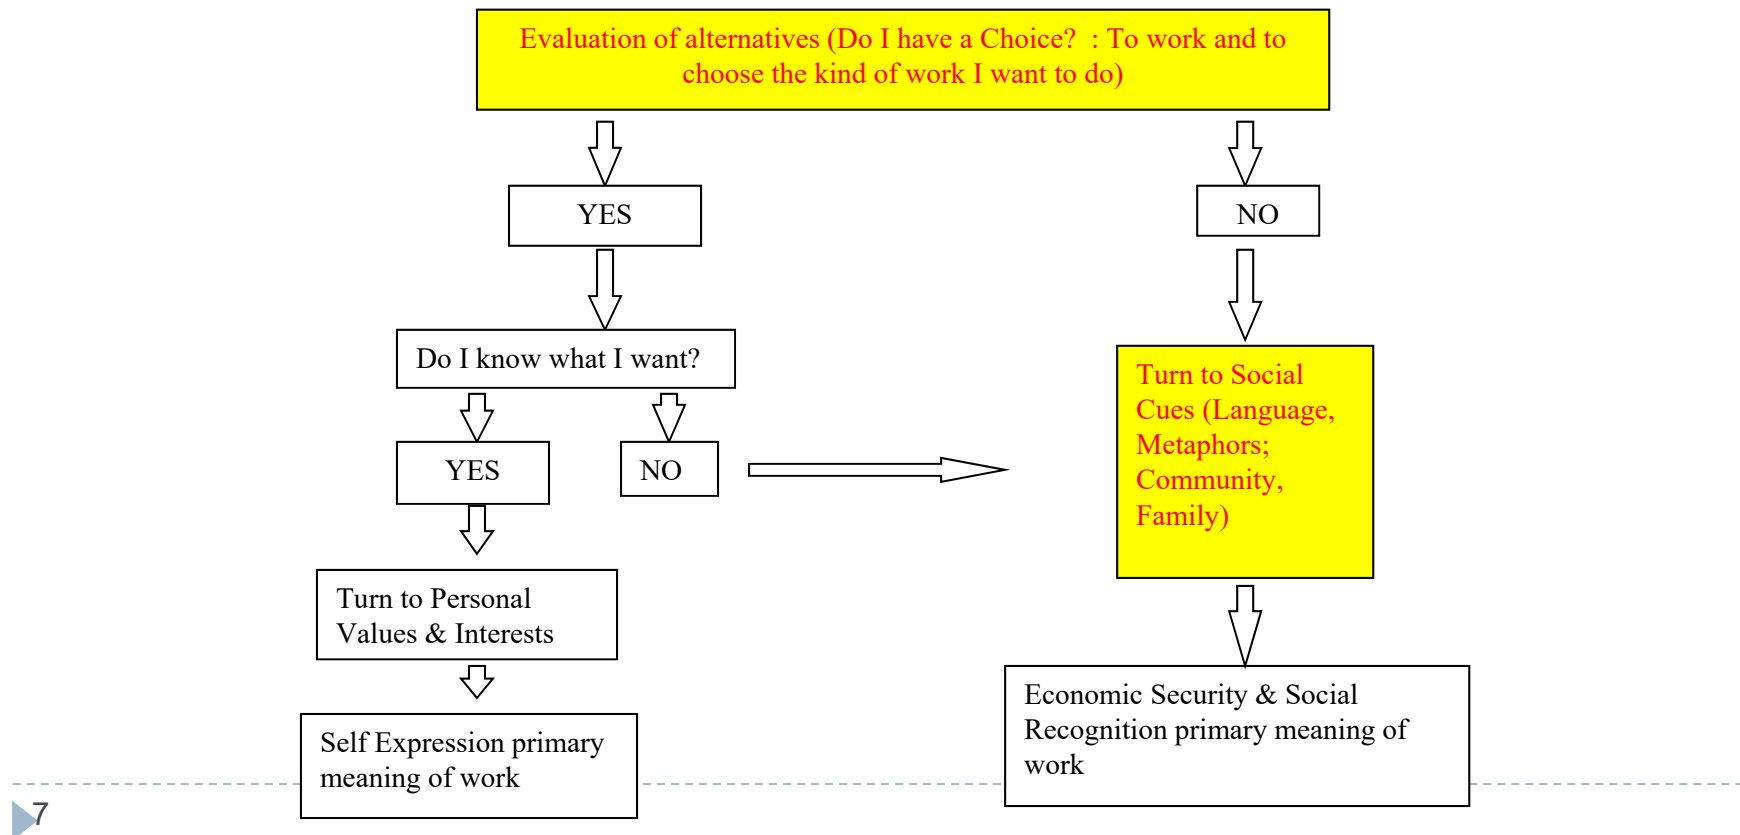 Evaluation of alternatives (Do I have a Choice?  : To work and to
choose the kind of work I want to do)
YES
NO
Do I know what I want?
YES
NO
Turn to Social
Cues (Language,
Metaphors;
Community,
Family)
Turn to Personal
Values & Interests
Economic Security & Social
Recognition primary meaning of
work
Self Expression primary
meaning of work
7